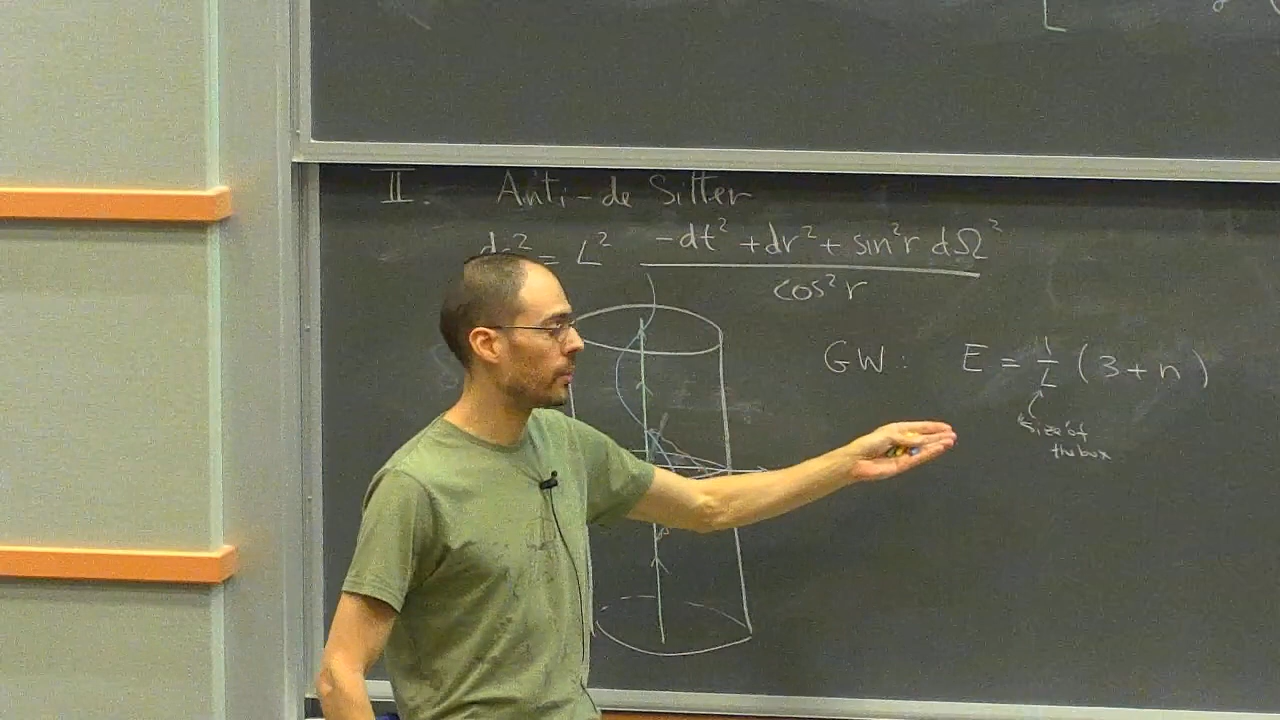 II. Anti-de Sitter
ds² = L² (-dt² + dr² + sin²r dΩ²) / cos²r
GW: E = 1/L (3 + n)
size of
the box